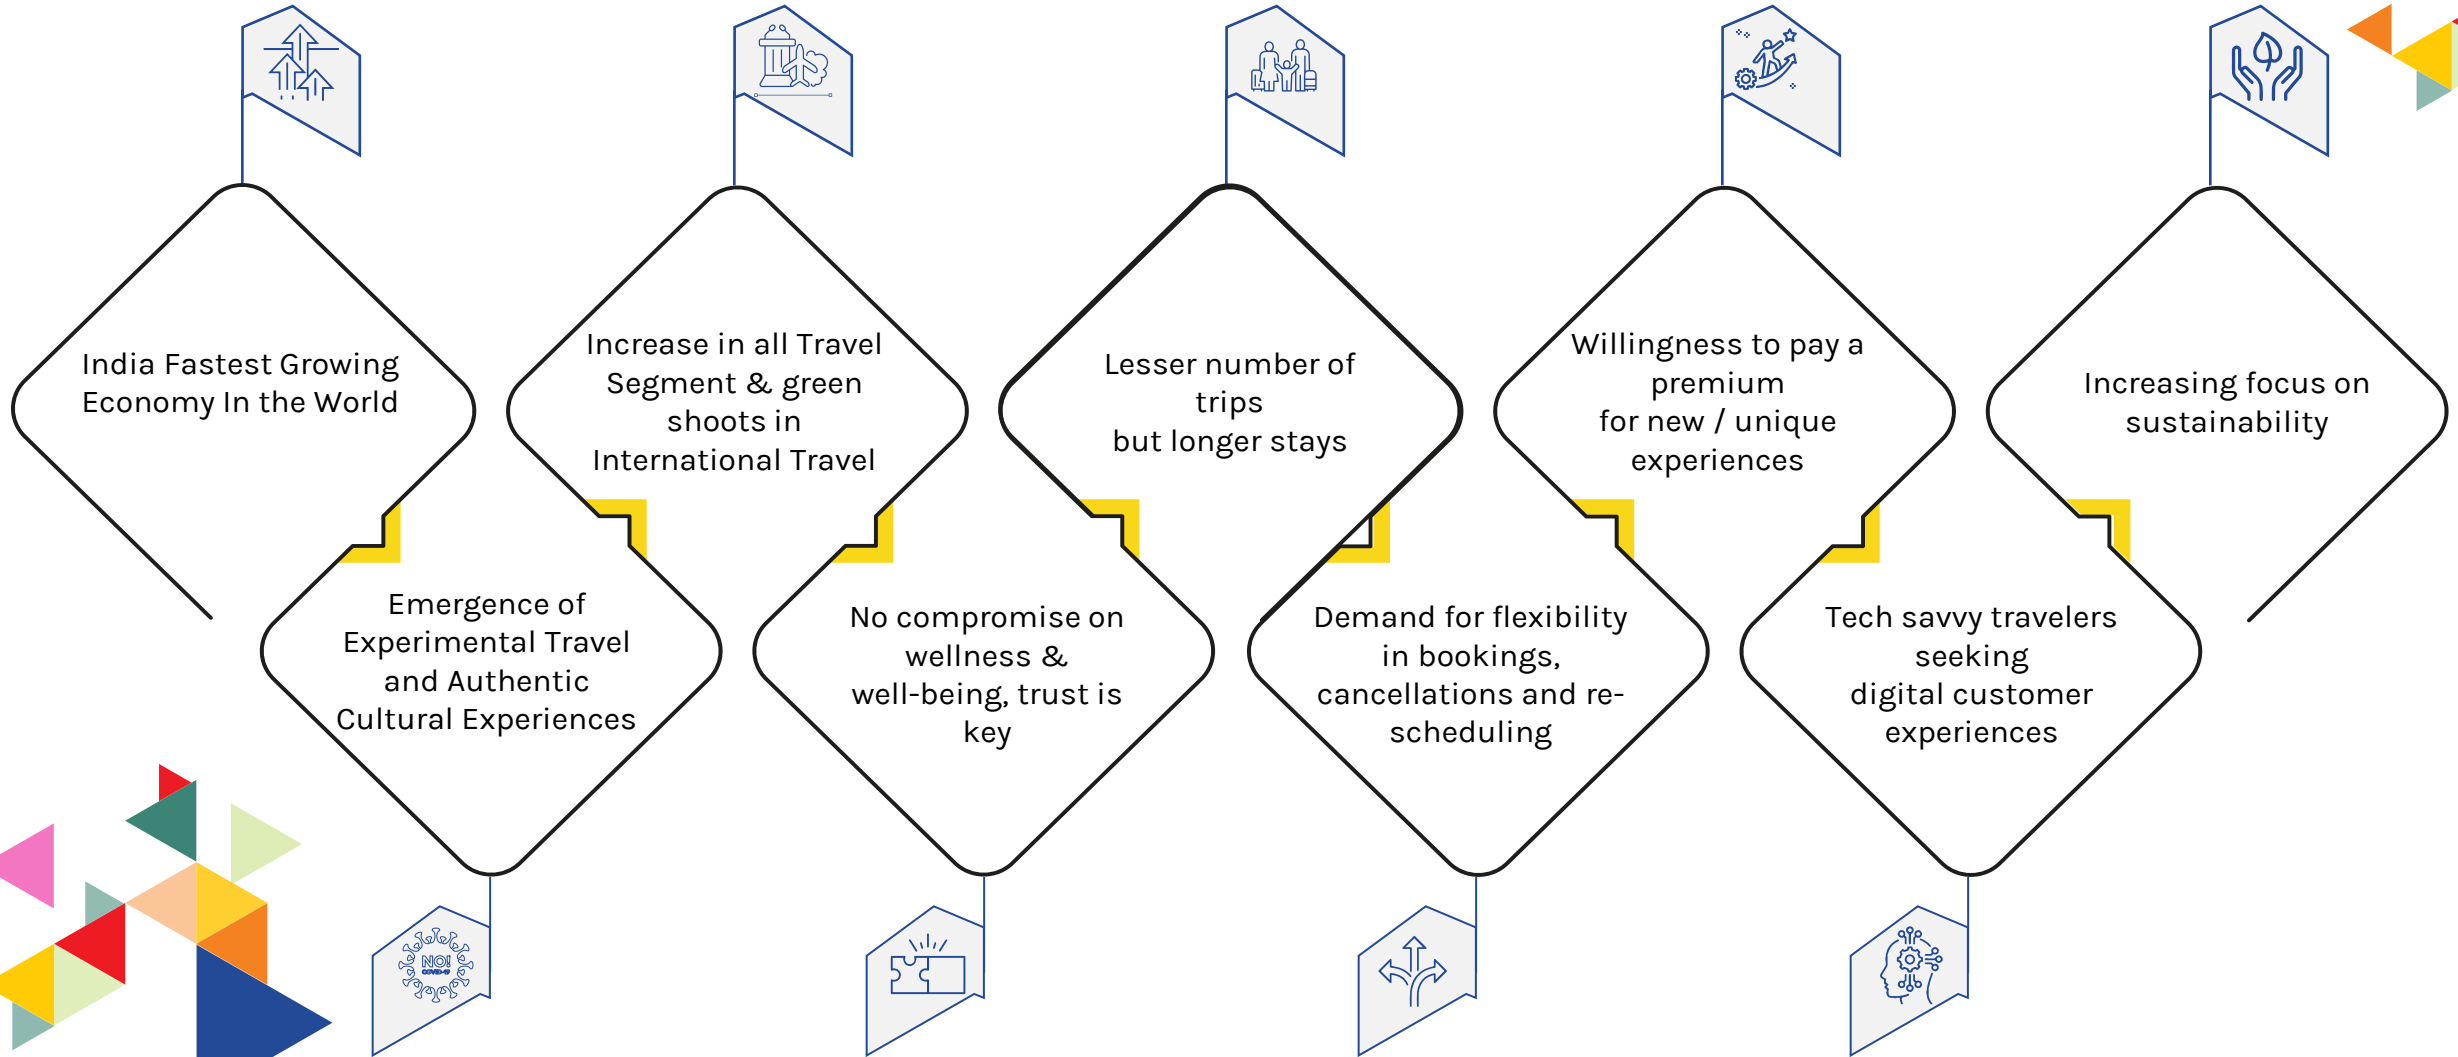 India Fastest Growing
Economy In the World
Increase in all Travel
Segment & green
shoots in
International Travel
Lesser number of
trips
but longer stays
Willingness to pay a
premium
for new / unique
experiences
Increasing focus on
sustainability
Emergence of
Experimental Travel
and Authentic
Cultural Experiences
No compromise on
wellness &
well-being, trust is
key
Demand for flexibility
in bookings,
cancellations and re-
scheduling
Tech savvy travelers
seeking
digital customer
experiences
NO!
COVID-19